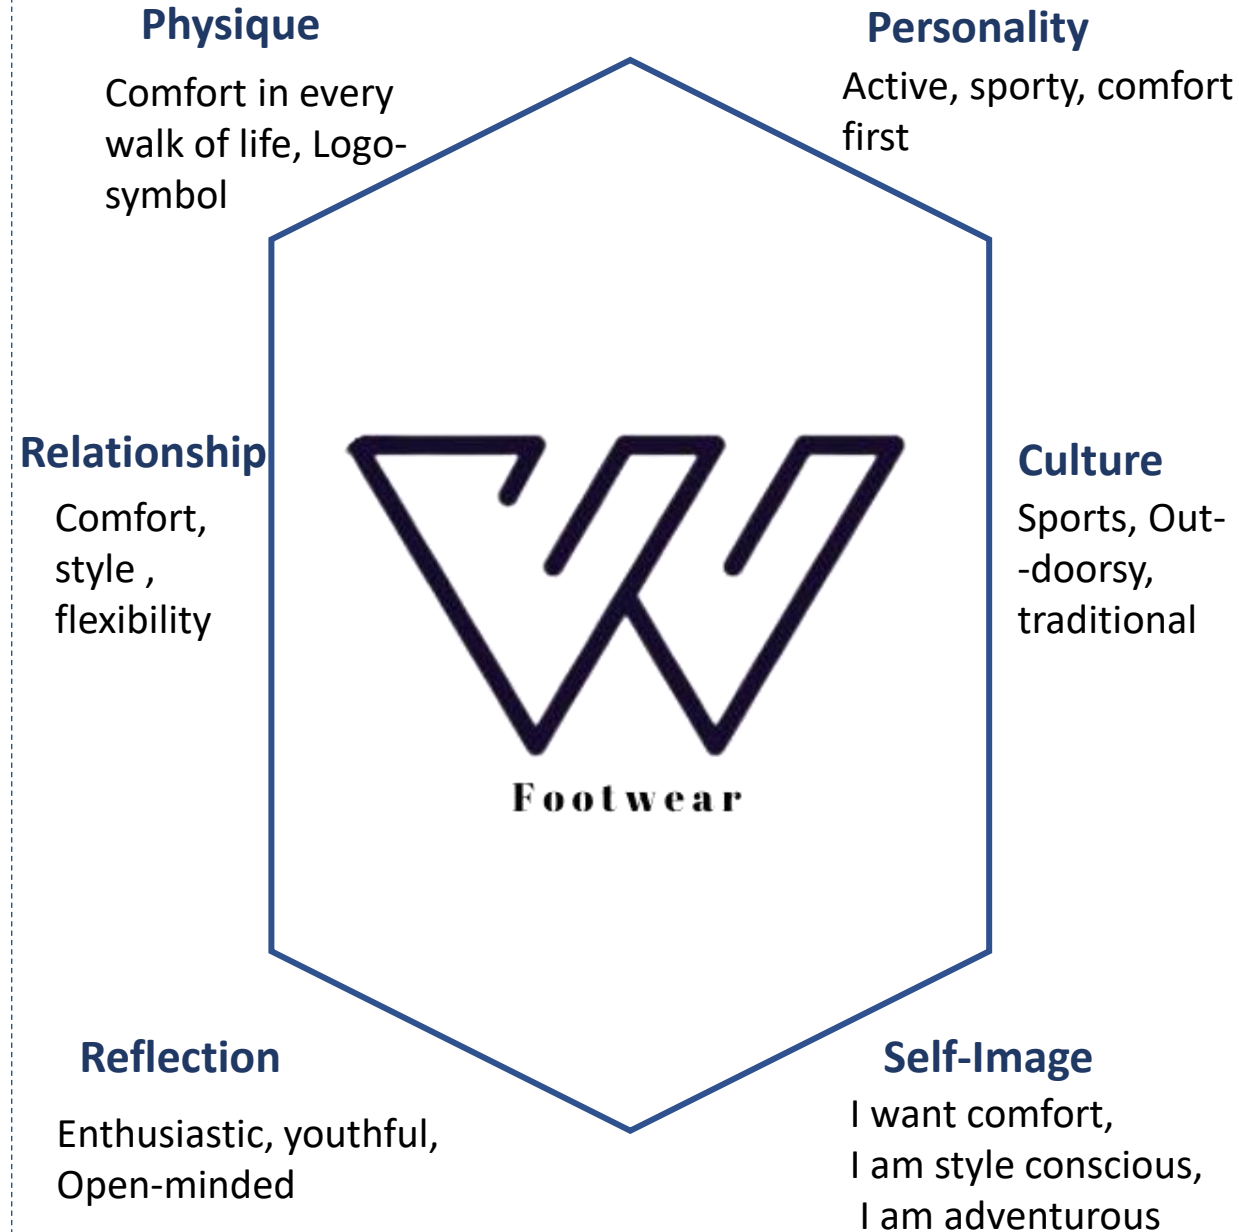 Physique
Comfort in every
walk of life, Logo-
symbol
Personality
Active, sporty, comfort
first
Relationship
Comfort,
style ,
flexibility
Culture
Sports, Out-
-doorsy,
traditional
W
Footwear
Reflection
Enthusiastic, youthful,
Open-minded
Self-Image
I want comfort,
I am style conscious,
I am adventurous